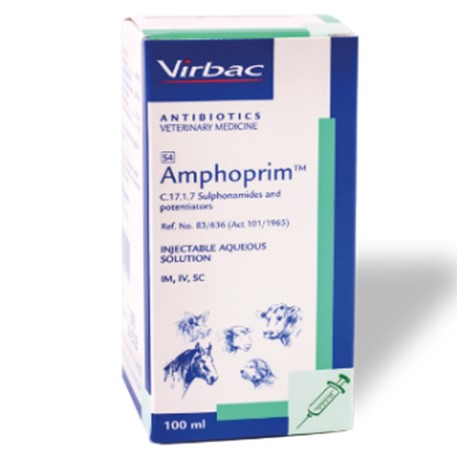 Virbac
ANTIBIOTICS
VETERINARY MEDICINE
S4
Amphoprim™
C.17.1.7 Sulphonamides and
potentiators
Ref. No. 83/636 (Act 101/1965)
INJECTABLE AQUEOUS
SOLUTION
IM, IV, SC
100 ml